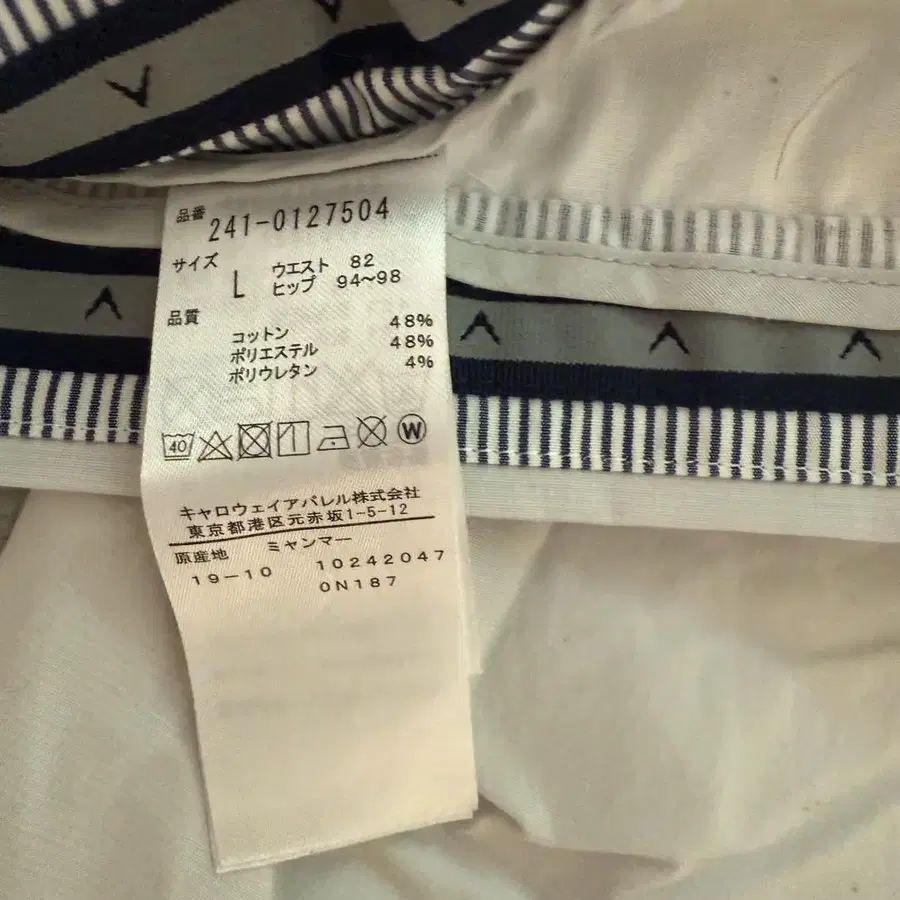 品番 241-0127504
サイズ L ウエスト 82
ヒップ 94~98
品質
コットン 48%
ポリエステル 48%
ポリウレタン 4%
40 W
キャロウェイアパレル株式会社
東京都港区元赤坂1-5-12
原産地 ミャンマー
19-10 10242047
0N187